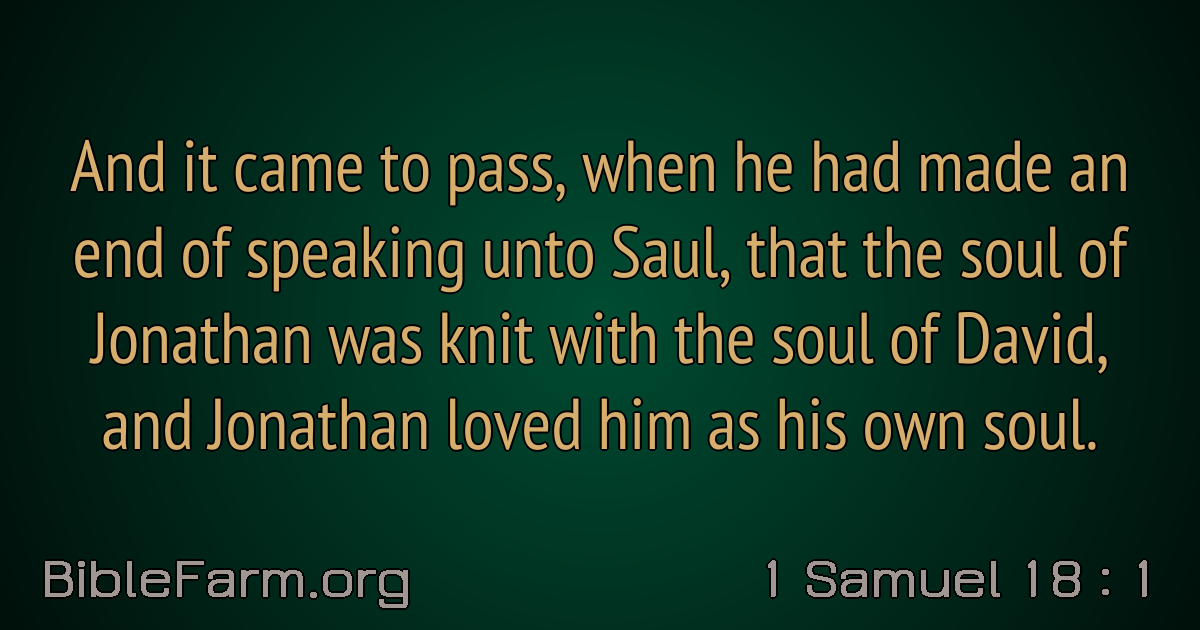 And it came to pass, when he had made an
end of speaking unto Saul, that the soul of
Jonathan was knit with the soul of David,
and Jonathan loved him as his own soul.
BibleFarm.org
1 Samuel 18 : 1